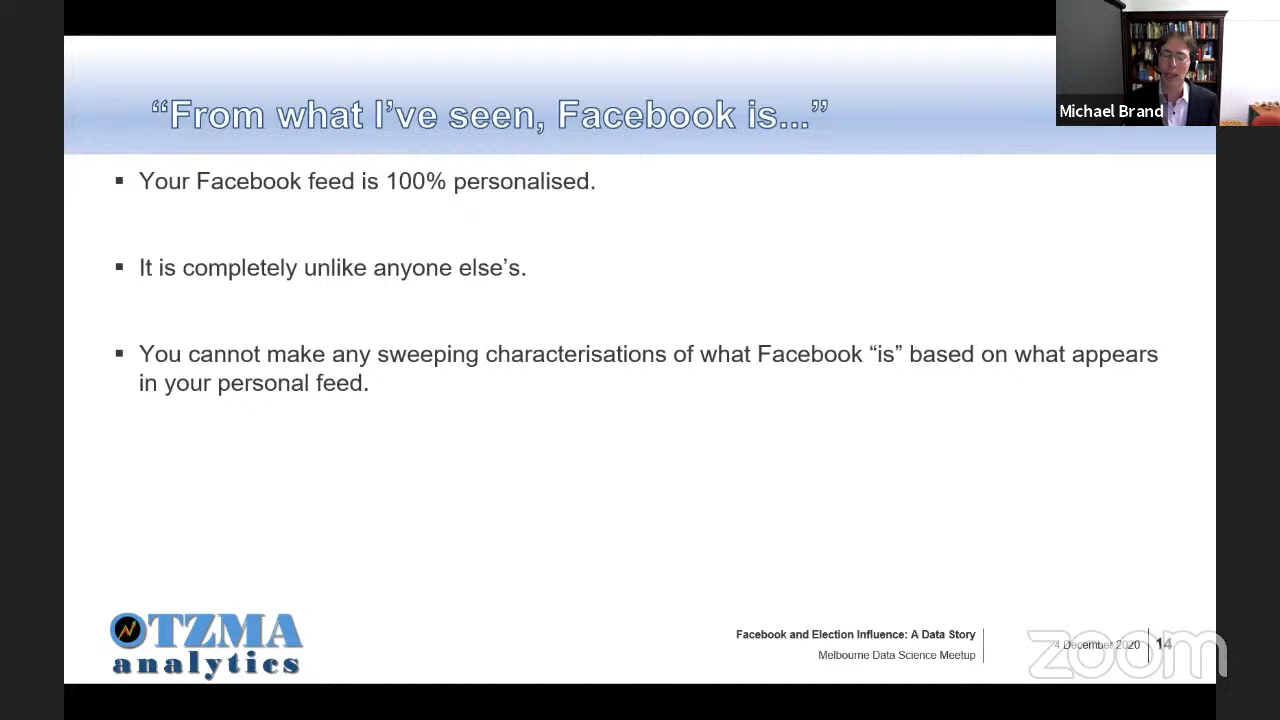 “From what I’ve seen, Facebook is...”
Michael Brand
▪ Your Facebook feed is 100% personalised.
▪ It is completely unlike anyone else’s.
▪ You cannot make any sweeping characterisations of what Facebook “is” based on what appears
in your personal feed.
OTZMA
analytics
Facebook and Election Influence: A Data Story
Melbourne Data Science Meetup
4 December 2020
14
zoom